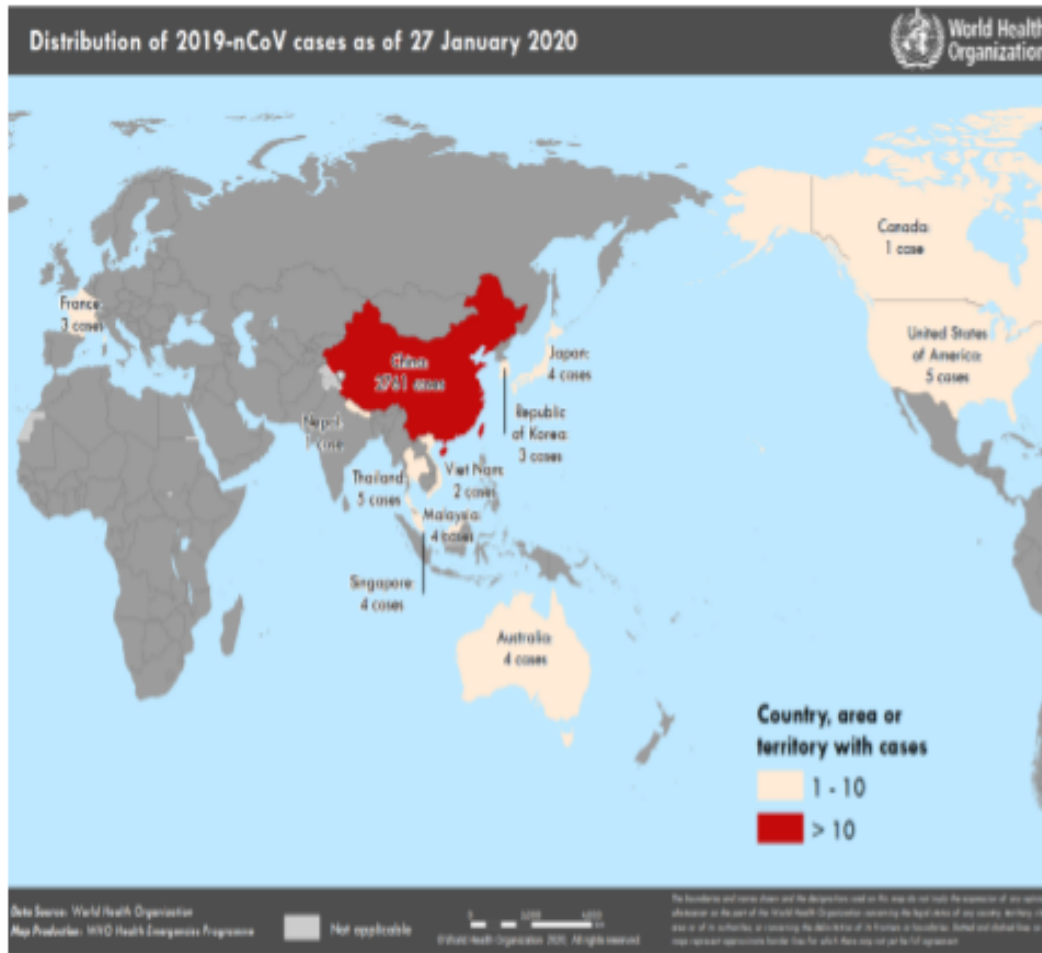 Distribution of 2019-nCoV cases as of 27 January 2020
World Health
Organization
Canada:
1 case
France:
3 cases
United States
of America:
5 cases
China:
2761 cases
Japan:
4 cases
Republic
of Korea:
3 cases
Nepal:
1 case
Viet Nam:
2 cases
Thailand:
5 cases
Malaysia:
4 cases
Singapore:
4 cases
Australia:
4 cases
Country, area or
territory with cases
1 - 10
> 10
Data Source: World Health Organization
Map Production: WHO Health Emergencies Programme
Not applicable
©World Health Organization 2020. All rights reserved.